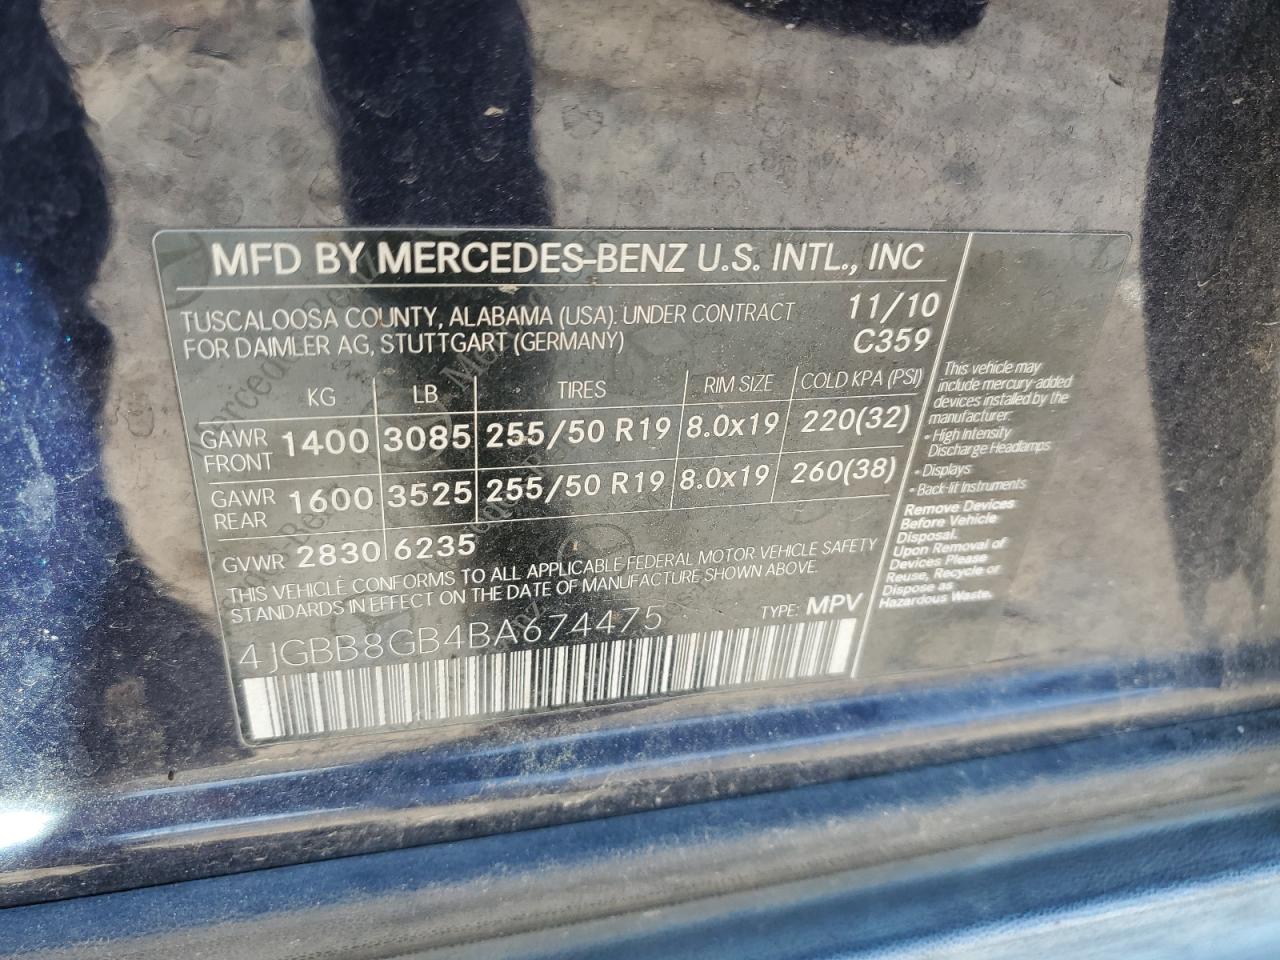 MFD BY MERCEDES-BENZ U.S. INTL., INC
TUSCALOOSA COUNTY, ALABAMA (USA). UNDER CONTRACT 11/10
FOR DAIMLER AG, STUTTGART (GERMANY) C359
KG LB TIRES RIM SIZE COLD KPA (PSI)
GAWR FRONT 1400 3085 255/50 R19 8.0x19 220(32)
GAWR REAR 1600 3525 255/50 R19 8.0x19 260(38)
GVWR 2830 6235
THIS VEHICLE CONFORMS TO ALL APPLICABLE FEDERAL MOTOR VEHICLE SAFETY
STANDARDS IN EFFECT ON THE DATE OF MANUFACTURE SHOWN ABOVE.
4JGBB8GB4BA674475 TYPE: MPV
This vehicle may
include mercury-added
devices installed by the
manufacturer:
• High Intensity
Discharge Headlamps
• Displays
• Back-lit Instruments
Remove Devices
Before Vehicle
Disposal.
Upon Removal of
Devices Please
Reuse, Recycle or
Dispose as
Hazardous Waste.